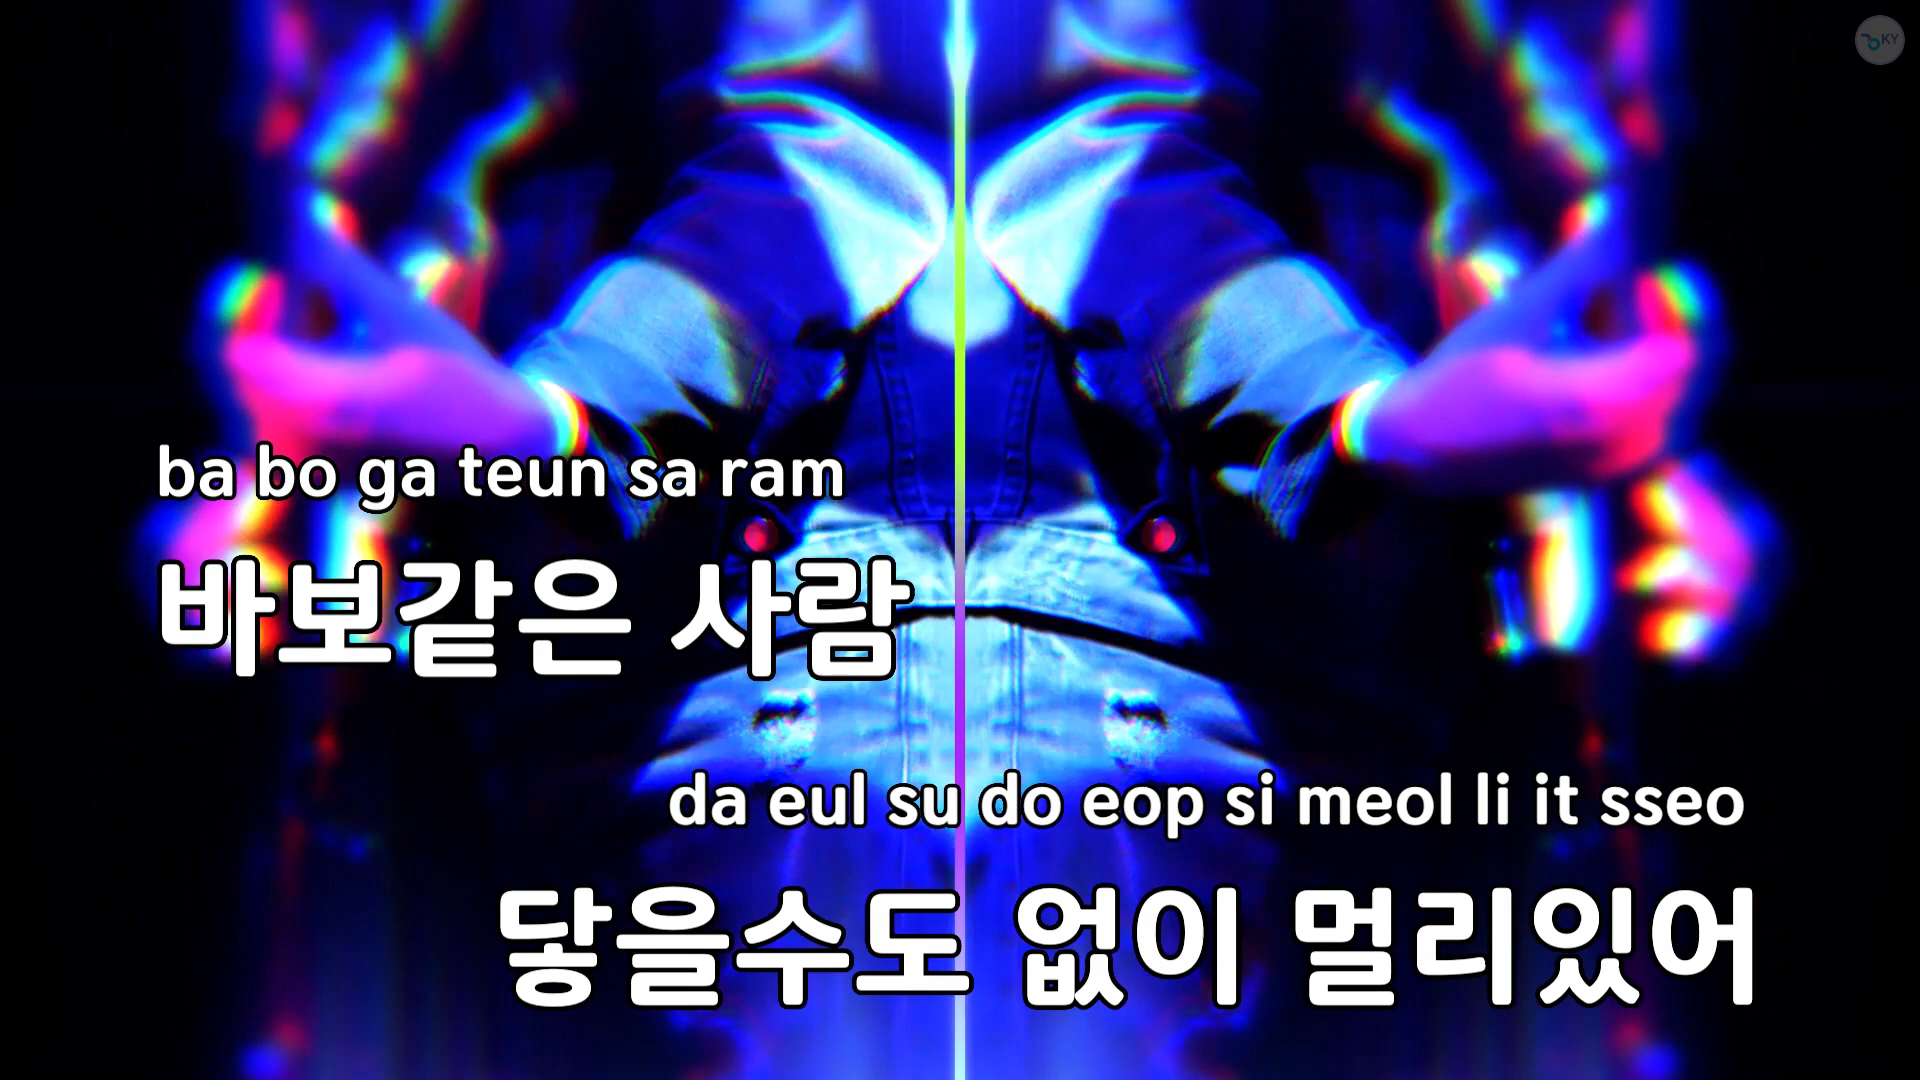 KY
ba bo ga teun sa ram
바보같은 사람
da eul su do eop si meol li it sseo
닿을수도 없이 멀리있어